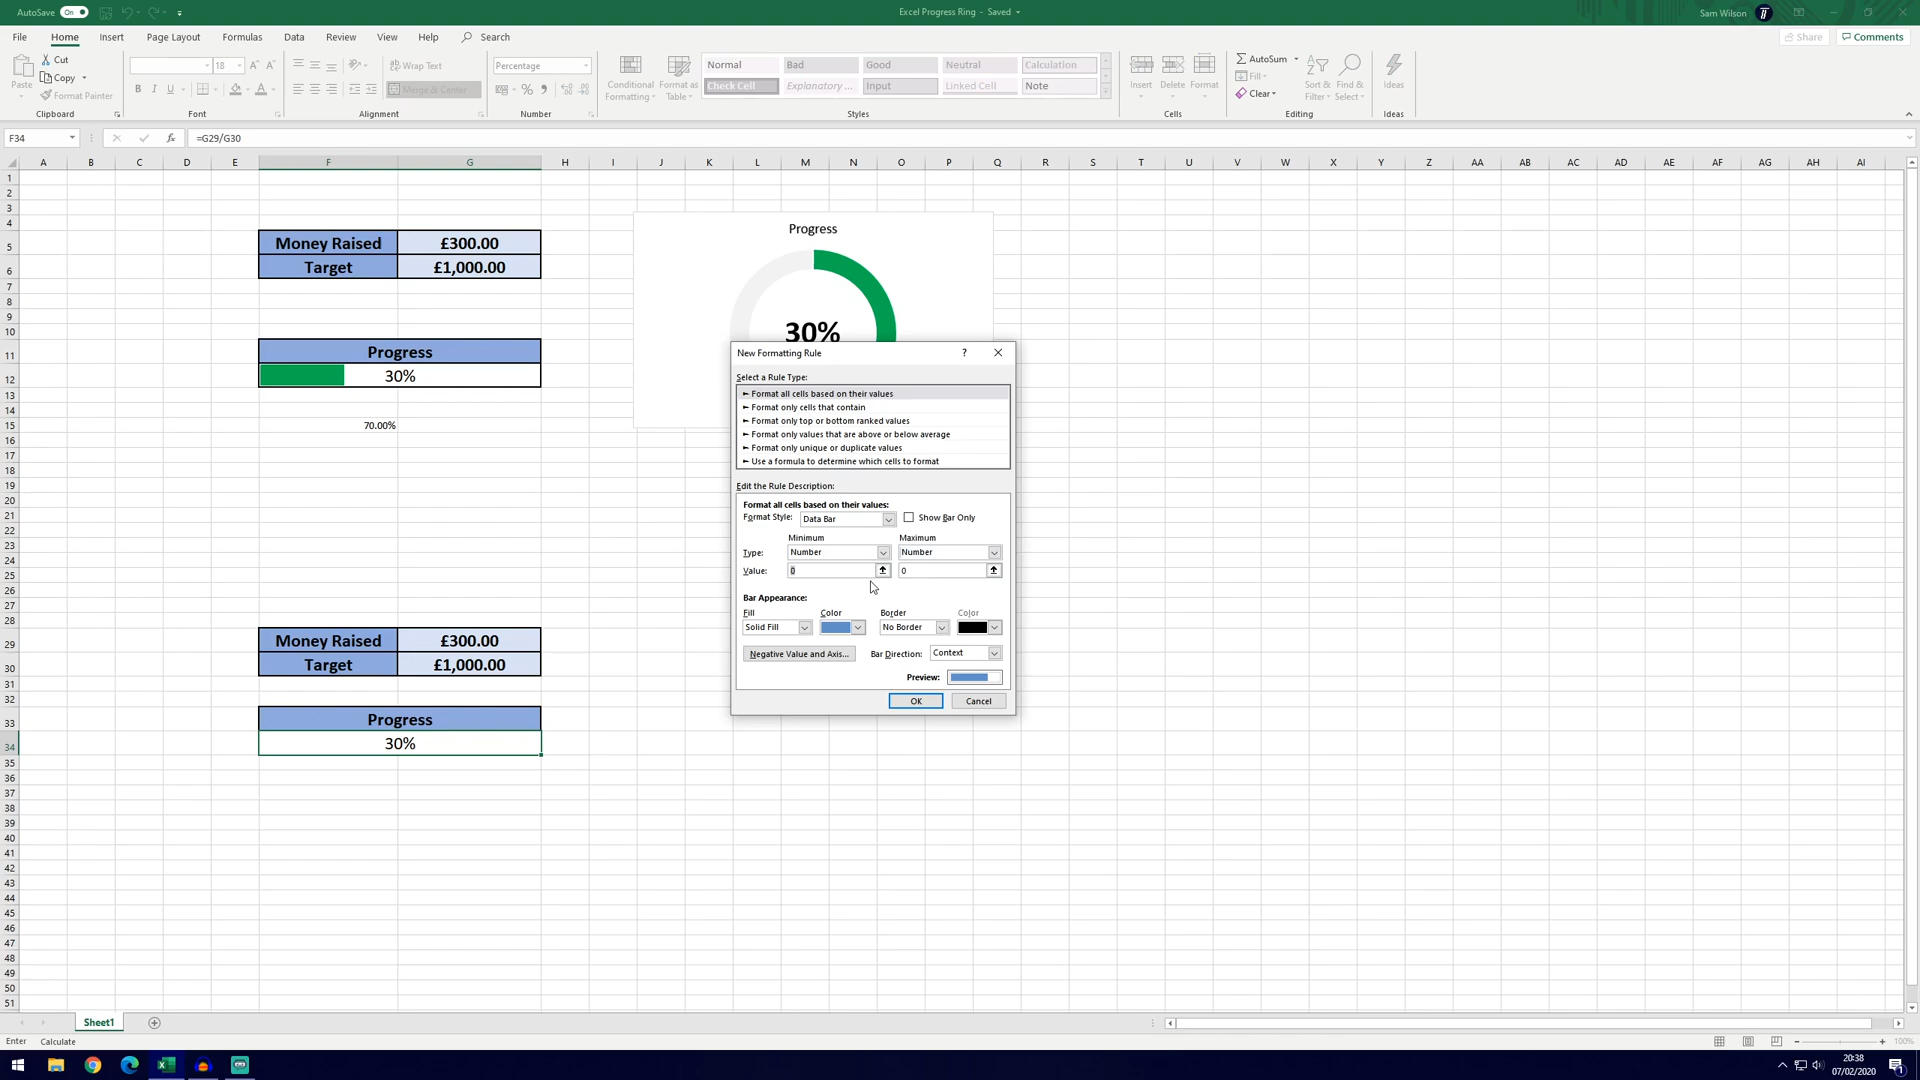 AutoSave On Excel Progress Ring - Saved Sam Wilson
File Home Insert Page Layout Formulas Data Review View Help Search Share Comments
Paste Cut Copy Format Painter Clipboard
18 B I U Font
Wrap Text Merge & Center Alignment
Percentage % Number
Conditional Formatting Format as Table Normal Bad Good Neutral Calculation
Check Cell Explanatory ... Input Linked Cell Note Styles
Insert Delete Format Cells
AutoSum Fill Clear Sort & Filter Find & Select Editing
Ideas Ideas
F34 fx =G29/G30
A B C D E F G H I J K L M N O P Q R S T U V W X Y Z AA AB AC AD AE AF AG AH AI
1
2
3
4
5 Money Raised £300.00
6 Target £1,000.00
7
8
9
10
11 Progress
12 30%
13
14
15 70.00%
16
17
18
19
20
21
22
23
24
25
26
27
28
29 Money Raised £300.00
30 Target £1,000.00
31
32
33 Progress
34 30%
35
36
37
38
39
40
41
42
43
44
45
46
47
48
49
50
51
Progress
30%
New Formatting Rule ?
Select a Rule Type:
► Format all cells based on their values
► Format only cells that contain
► Format only top or bottom ranked values
► Format only values that are above or below average
► Format only unique or duplicate values
► Use a formula to determine which cells to format
Edit the Rule Description:
Format all cells based on their values:
Format Style: Data Bar Show Bar Only
Minimum Maximum
Type: Number Number
Value: 0 0
Bar Appearance:
Fill Color Border Color
Solid Fill No Border
Negative Value and Axis... Bar Direction: Context
Preview:
OK Cancel
Sheet1
Enter Calculate 100%
20:38
07/02/2020
1